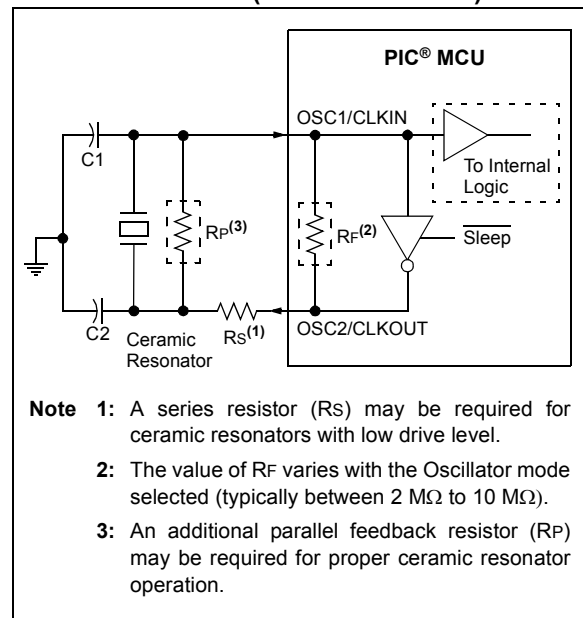 PIC® MCU
OSC1/CLKIN
C1
To Internal
Logic
RP(3)
RF(2)
Sleep
C2
Ceramic
Resonator
RS(1)
OSC2/CLKOUT
Note 1: A series resistor (RS) may be required for
ceramic resonators with low drive level.
2: The value of RF varies with the Oscillator mode
selected (typically between 2 MΩ to 10 MΩ).
3: An additional parallel feedback resistor (RP)
may be required for proper ceramic resonator
operation.